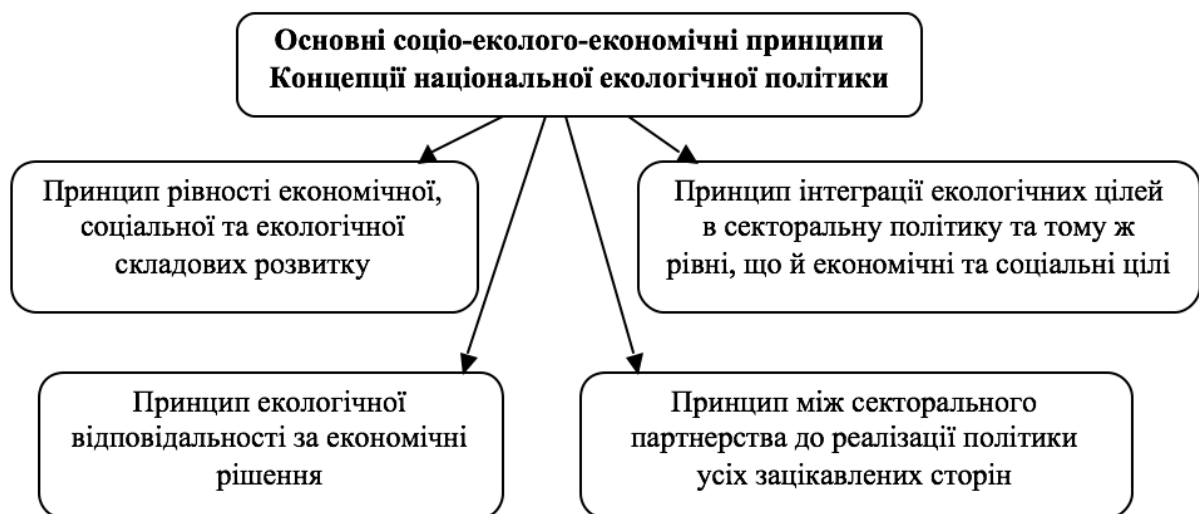 Основні соціо-еколого-економічні принципи
Концепції національної екологічної політики
Принцип рівності економічної,
соціальної та екологічної
складових розвитку
Принцип інтеграції екологічних цілей
в секторальну політику та тому ж
рівні, що й економічні та соціальні цілі
Принцип екологічної
відповідальності за економічні
рішення
Принцип між секторального
партнерства до реалізації політики
усіх зацікавлених сторін